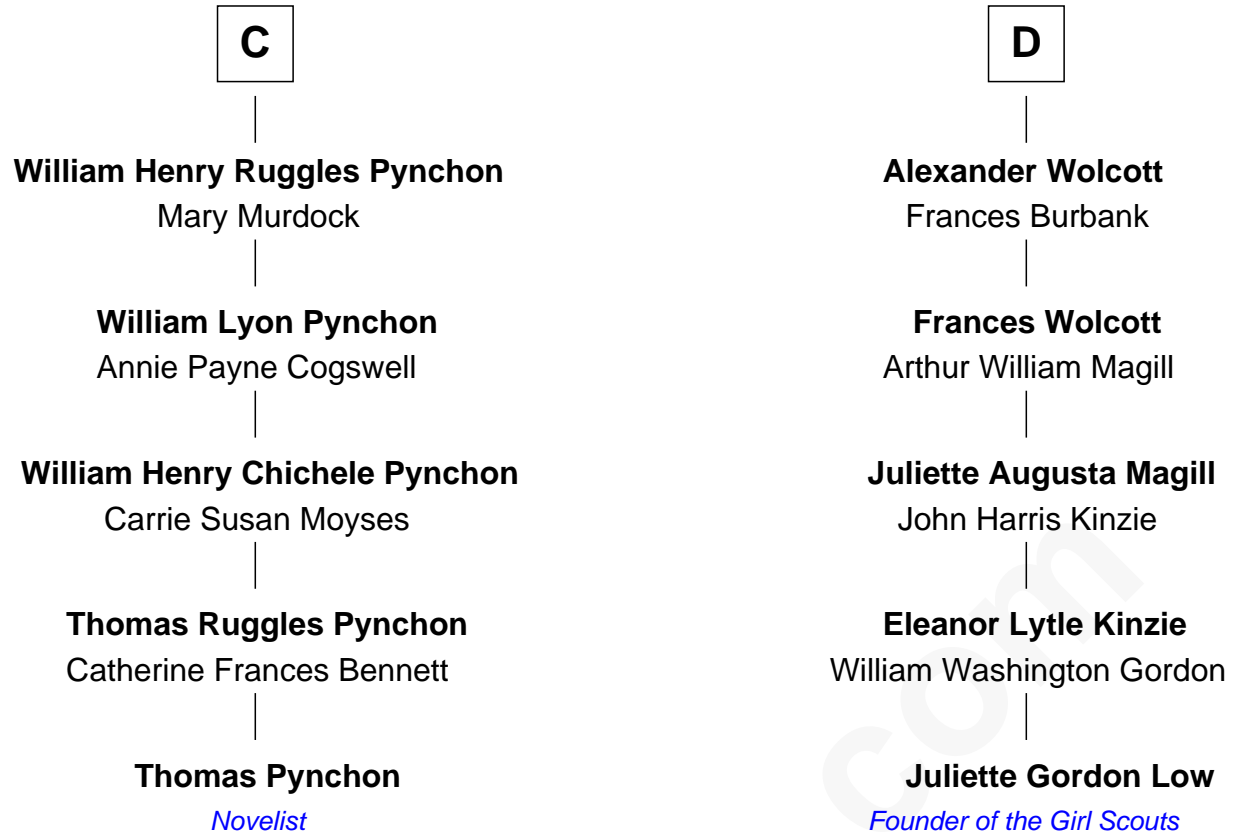 C
William Henry Ruggles Pynchon
Mary Murdock
William Lyon Pynchon
Annie Payne Cogswell
William Henry Chichele Pynchon
Carrie Susan Moyses
Thomas Ruggles Pynchon
Catherine Frances Bennett
Thomas Pynchon
Novelist
D
Alexander Wolcott
Frances Burbank
Frances Wolcott
Arthur William Magill
Juliette Augusta Magill
John Harris Kinzie
Eleanor Lytle Kinzie
William Washington Gordon
Juliette Gordon Low
Founder of the Girl Scouts
com